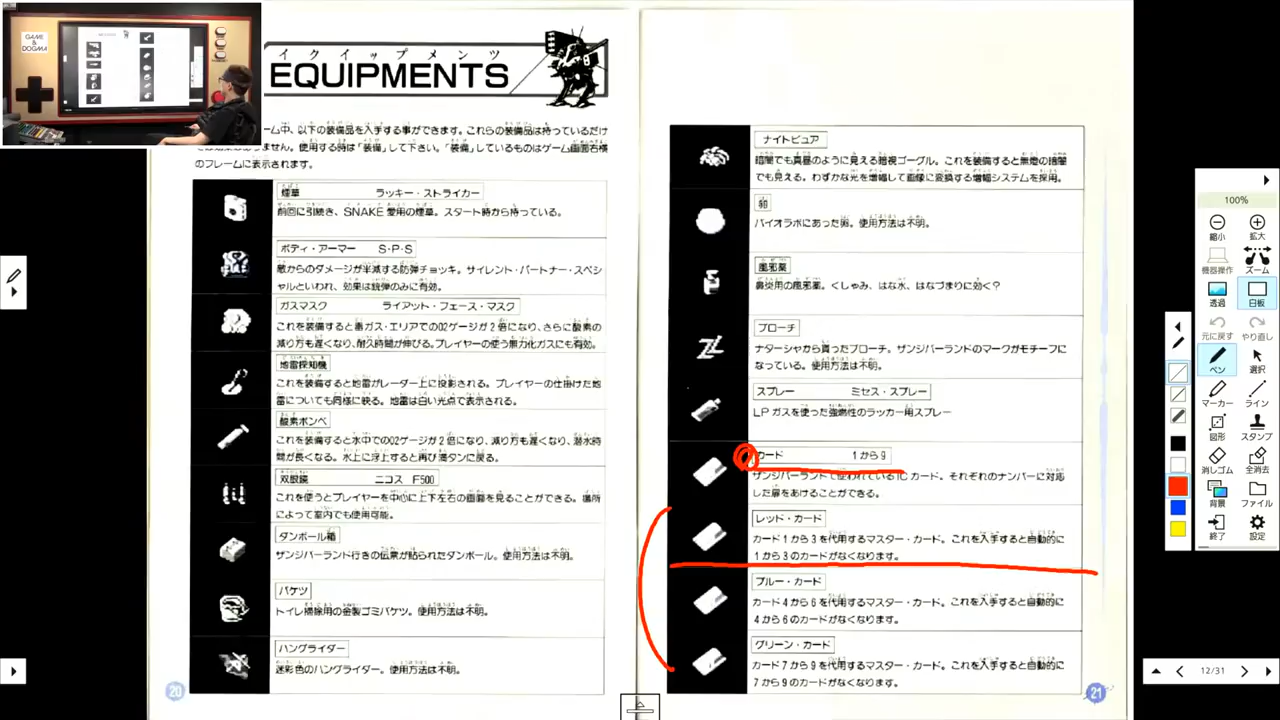 GAME &
DOGMA
イクイップメンツ
EQUIPMENTS
ーム中、以下の装備品を入手する事ができます。これらの装備品は持っているだけ
では効果ありません。使用する時は「装備」して下さい。「装備」しているものはゲーム画面右横
のフレームに表示されます。
煙草 ラッキー・ストライカー
前回に引続き、SNAKE愛用の煙草。スタート時から持っている。
ボディ・アーマー S・P・S
敵からのダメージが半減する防弾チョッキ。サイレント・パートナー・スペシ
ャルといわれ、効果は銃弾のみに有効。
ガスマスク ライアット・フェース・マスク
これを装備すると毒ガス・エリアでのO2ゲージが2倍になり、さらに酸素の
減り方も遅くなり、耐久時間が伸びる。プレイヤーの使う無力化ガスにも有効。
地雷探知機
これを装備すると地雷がレーダー上に投影される。プレイヤーの仕掛けた地
雷についても同様に映る。地雷は白い光点で表示される。
酸素ボンベ
これを装備すると水中でのO2ゲージが2倍になり、減り方も遅くなり、潜水時
間が長くなる。水上に浮上すると再び満タンに戻る。
双眼鏡 ニコス F500
これを使うとプレイヤーを中心に上下左右の画面を見ることができる。場所
によって室内でも使用可能。
ダンボール箱
ザンジバーランド行きの伝票が貼られたダンボール。使用方法は不明。
バケツ
トイレ掃除用の金製ゴミバケツ。使用方法は不明。
ハングライダー
迷彩色のハングライダー。使用方法は不明。
20
ナイトビュア
暗闇でも真昼のように見える暗視ゴーグル。これを装備すると無燈の暗闇
でも見える。わずかな光を増幅して画像に変換する増幅システムを採用。
卵
バイオラボにあった卵。使用方法は不明。
風邪薬
鼻炎用の風邪薬。くしゃみ、はな水、はなづまりに効く?
ブローチ
ナターシャから貰ったブローチ。ザンジバーランドのマークがモチーフに
なっている。使用方法は不明。
スプレー ミセス・スプレー
LPガスを使った強燃性のラッカー用スプレー
カード 1から9
ザンジバーランドで使われているICカード。それぞれのナンバーに対応
した扉をあけることができる。
レッド・カード
カード1から3を代用するマスター・カード。これを入手すると自動的に
1から3のカードがなくなります。
ブルー・カード
カード4から6を代用するマスター・カード。これを入手すると自動的に
4から6のカードがなくなります。
グリーン・カード
カード7から9を代用するマスター・カード。これを入手すると自動的に
7から9のカードがなくなります。
21
100%
縮小 拡大
機器操作 ズーム
透過 白板
元に戻す やり直し
ペン 選択
マーカー ライン
図形 スタンプ
消しゴム 全消去
背景 ファイル
終了 設定
12/31